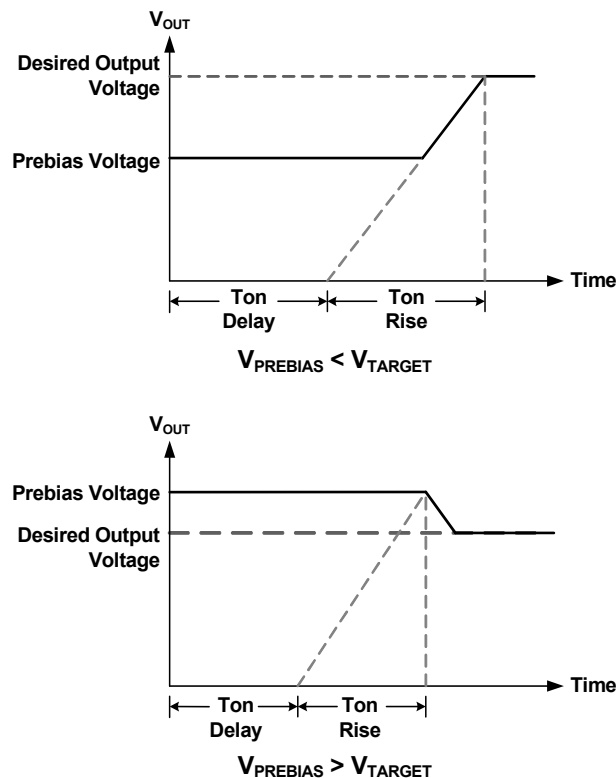 VOUT
Desired Output
Voltage
Prebias Voltage
Time
Ton
Delay
Ton
Rise
VPREBIAS < VTARGET
VOUT
Prebias Voltage
Desired Output
Voltage
Time
Ton
Delay
Ton
Rise
VPREBIAS > VTARGET